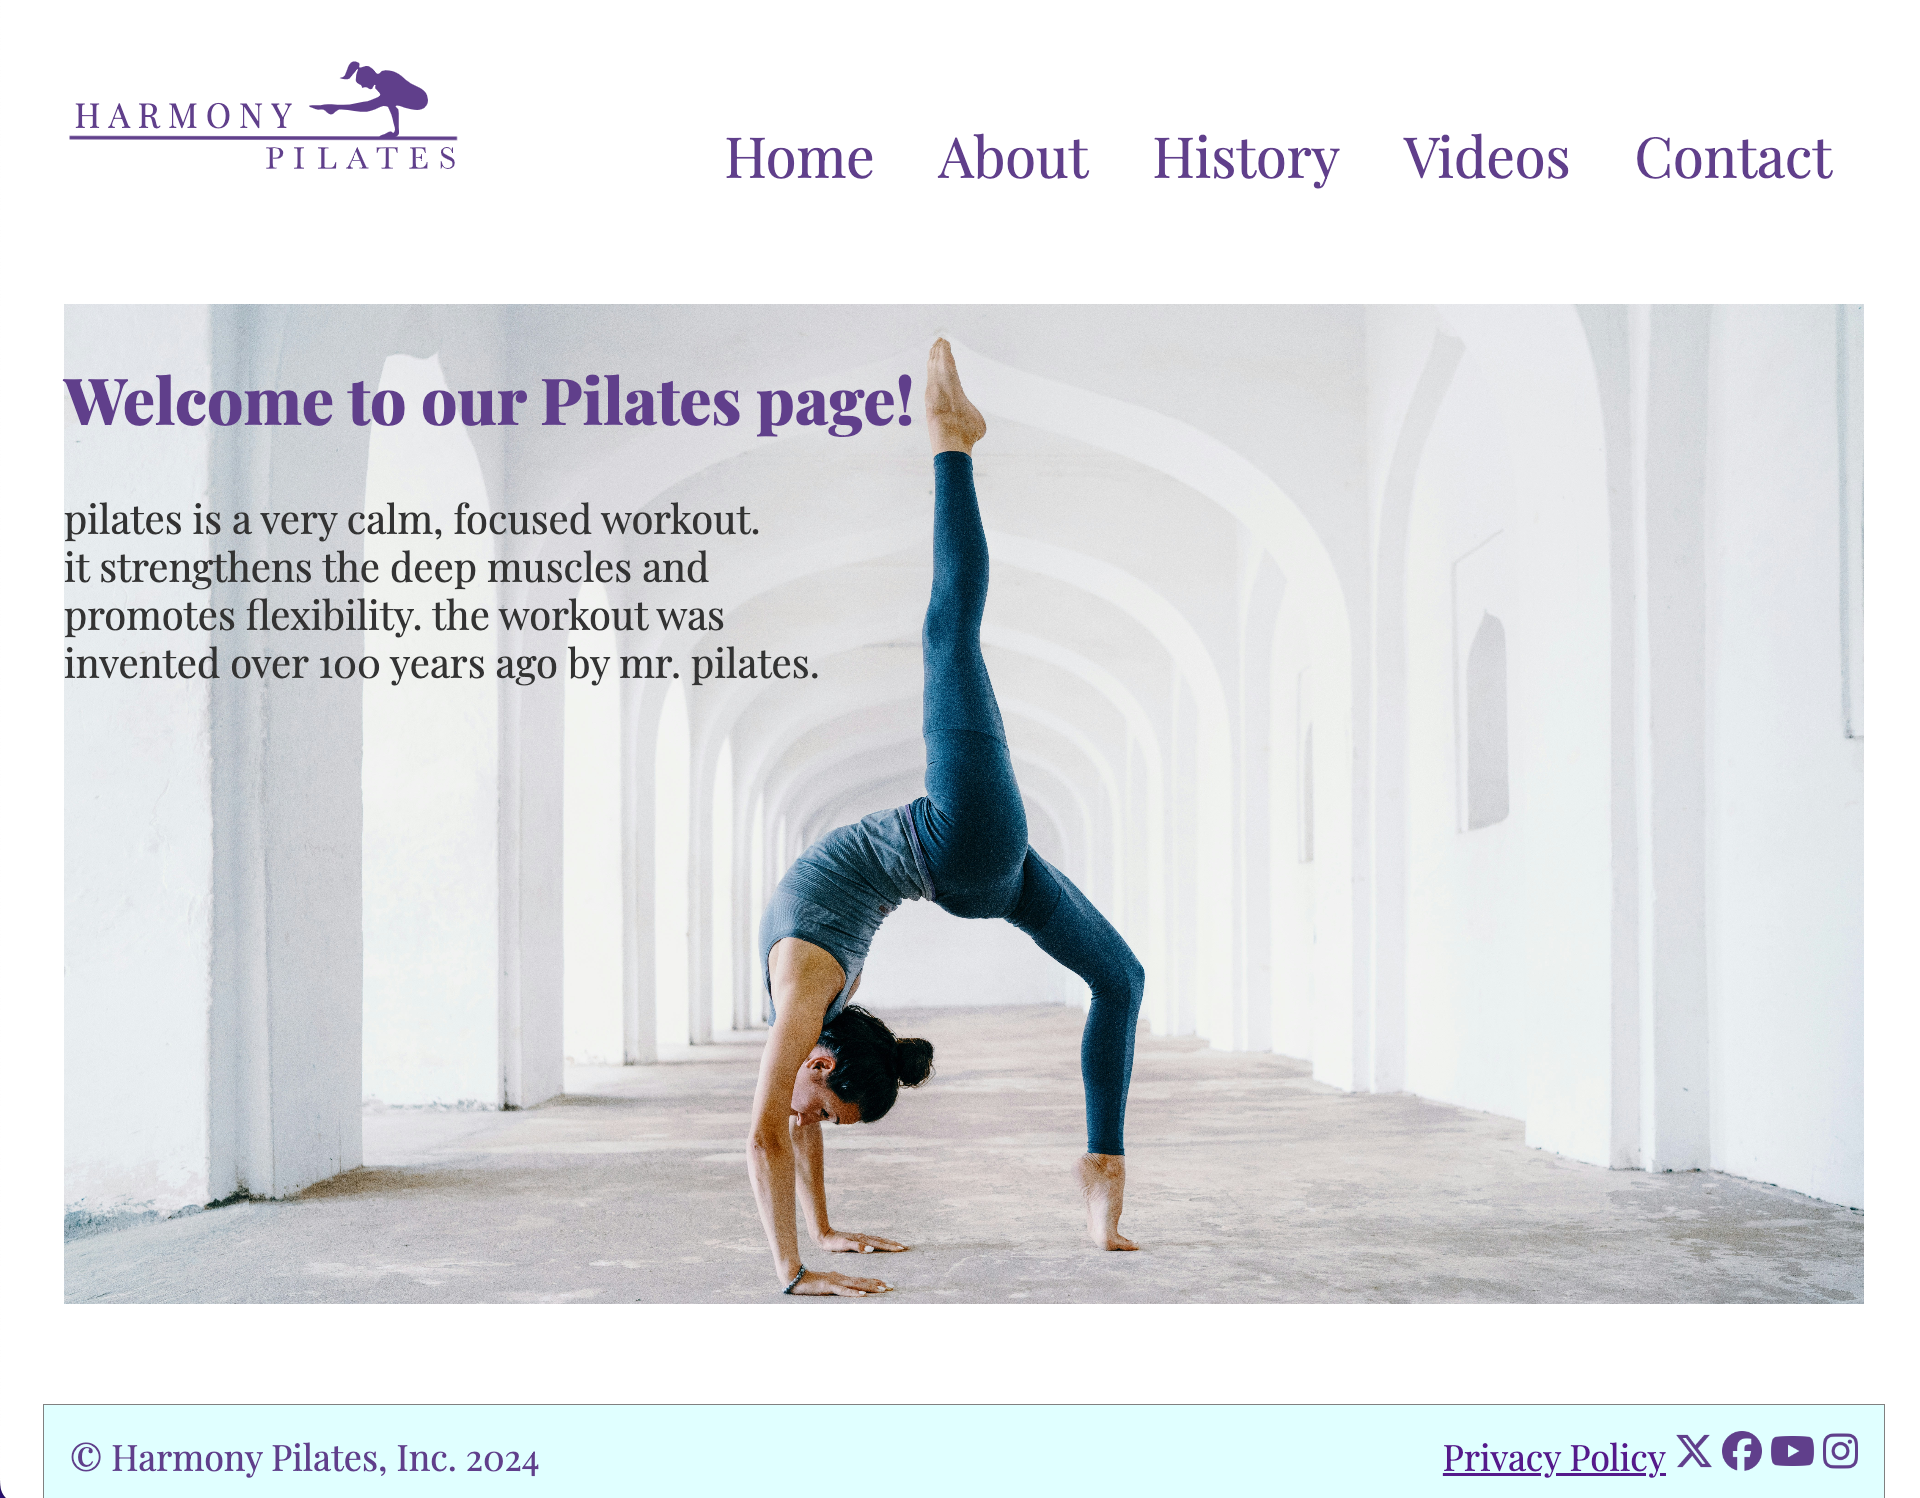 HARMONY
PILATES
Home About History Videos Contact
Welcome to our Pilates page!
pilates is a very calm, focused workout.
it strengthens the deep muscles and
promotes flexibility. the workout was
invented over 100 years ago by mr. pilates.
© Harmony Pilates, Inc. 2024 Privacy Policy